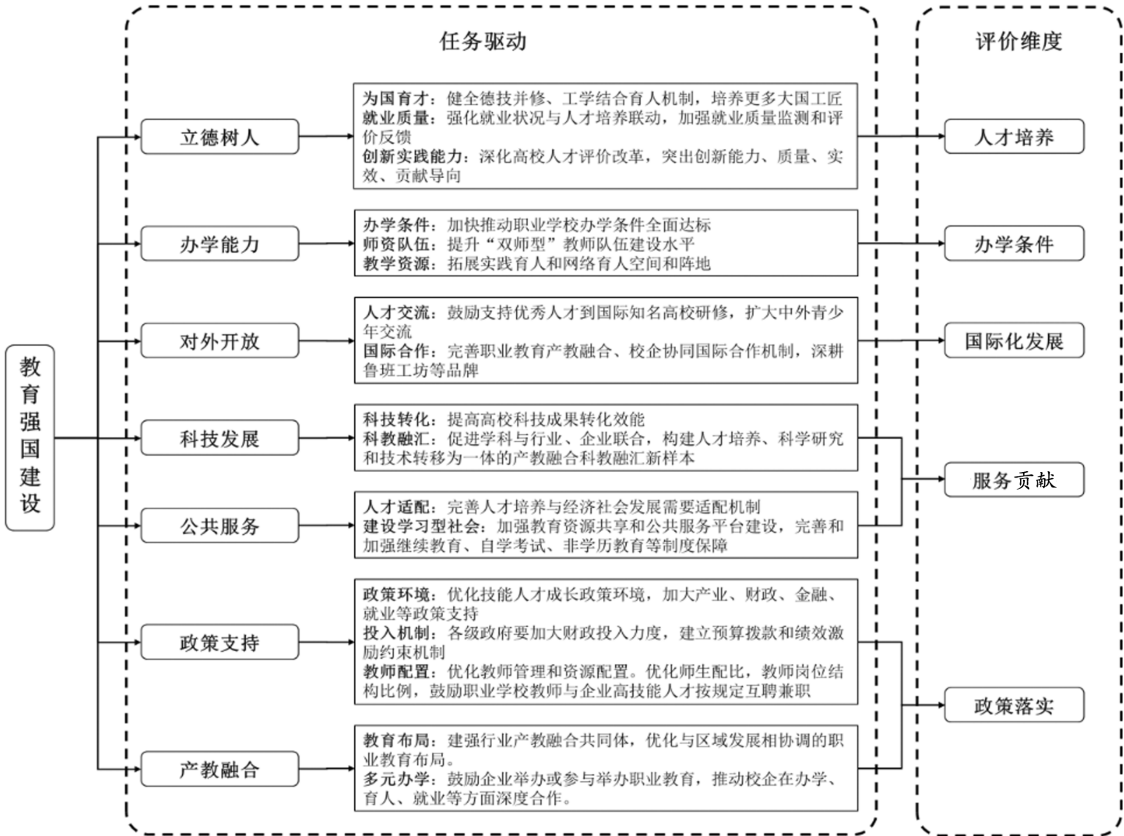 任务驱动
评价维度
教育强国建设
立德树人
为国育才：健全德技并修、工学结合育人机制，培养更多大国工匠
就业质量：强化就业状况与人才培养联动，加强就业质量监测和评
价反馈
创新实践能力：深化高校人才评价改革，突出创新能力、质量、实
效、贡献导向
人才培养
办学能力
办学条件：加快推动职业学校办学条件全面达标
师资队伍：提升“双师型”教师队伍建设水平
教学资源：拓展实践育人和网络育人空间和阵地
办学条件
对外开放
人才交流：鼓励支持优秀人才到国际知名高校研修，扩大中外青少
年交流
国际合作：完善职业教育产教融合、校企协同国际合作机制，深耕
鲁班工坊等品牌
国际化发展
科技发展
科技转化：提高高校科技成果转化效能
科教融汇：促进学科与行业、企业联合，构建人才培养、科学研究
和技术转移为一体的产教融合科教融汇新样本
公共服务
人才适配：完善人才培养与经济社会发展需要适配机制
建设学习型社会：加强教育资源共享和公共服务平台建设，完善和
加强继续教育、自学考试、非学历教育等制度保障
服务贡献
政策支持
政策环境：优化技能人才成长政策环境，加大产业、财政、金融、
就业等政策支持
投入机制：各级政府要加大财政投入力度，建立预算拨款和绩效激
励约束机制
教师配置：优化教师管理和资源配置。优化师生配比，教师岗位结
构比例，鼓励职业学校教师与企业高技能人才按规定互聘兼职
产教融合
教育布局：建强行业产教融合共同体，优化与区域发展相协调的职
业教育布局。
多元办学：鼓励企业举办或参与举办职业教育，推动校企在办学、
育人、就业等方面深度合作。
政策落实